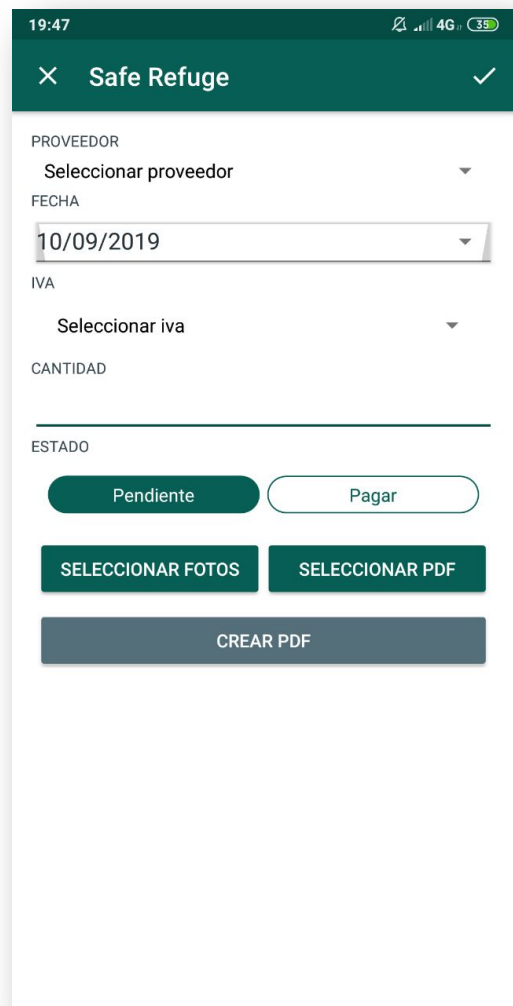 19:47 4G 35
Safe Refuge
PROVEEDOR
Seleccionar proveedor
FECHA
10/09/2019
IVA
Seleccionar iva
CANTIDAD
ESTADO
Pendiente Pagar
SELECCIONAR FOTOS SELECCIONAR PDF
CREAR PDF